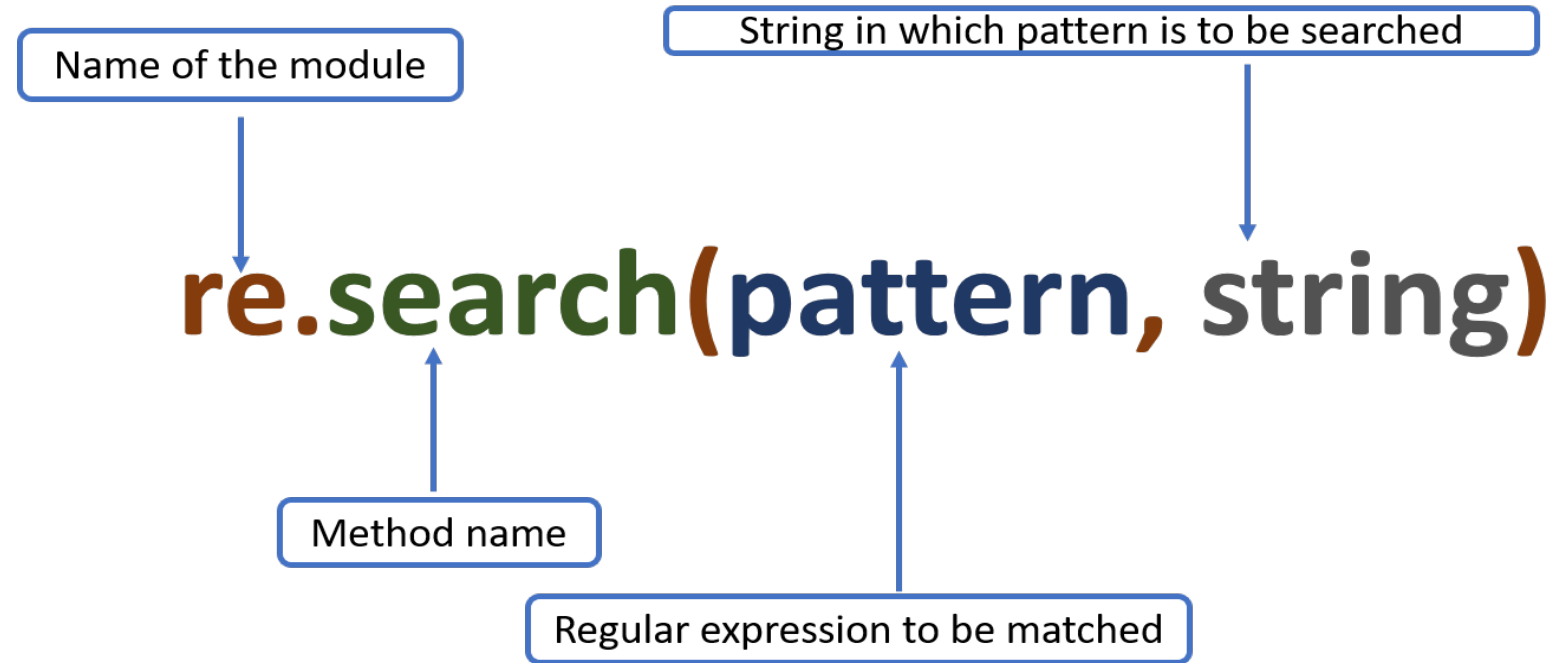 String in which pattern is to be searched
Name of the module
re.search(pattern, string)
Method name
Regular expression to be matched